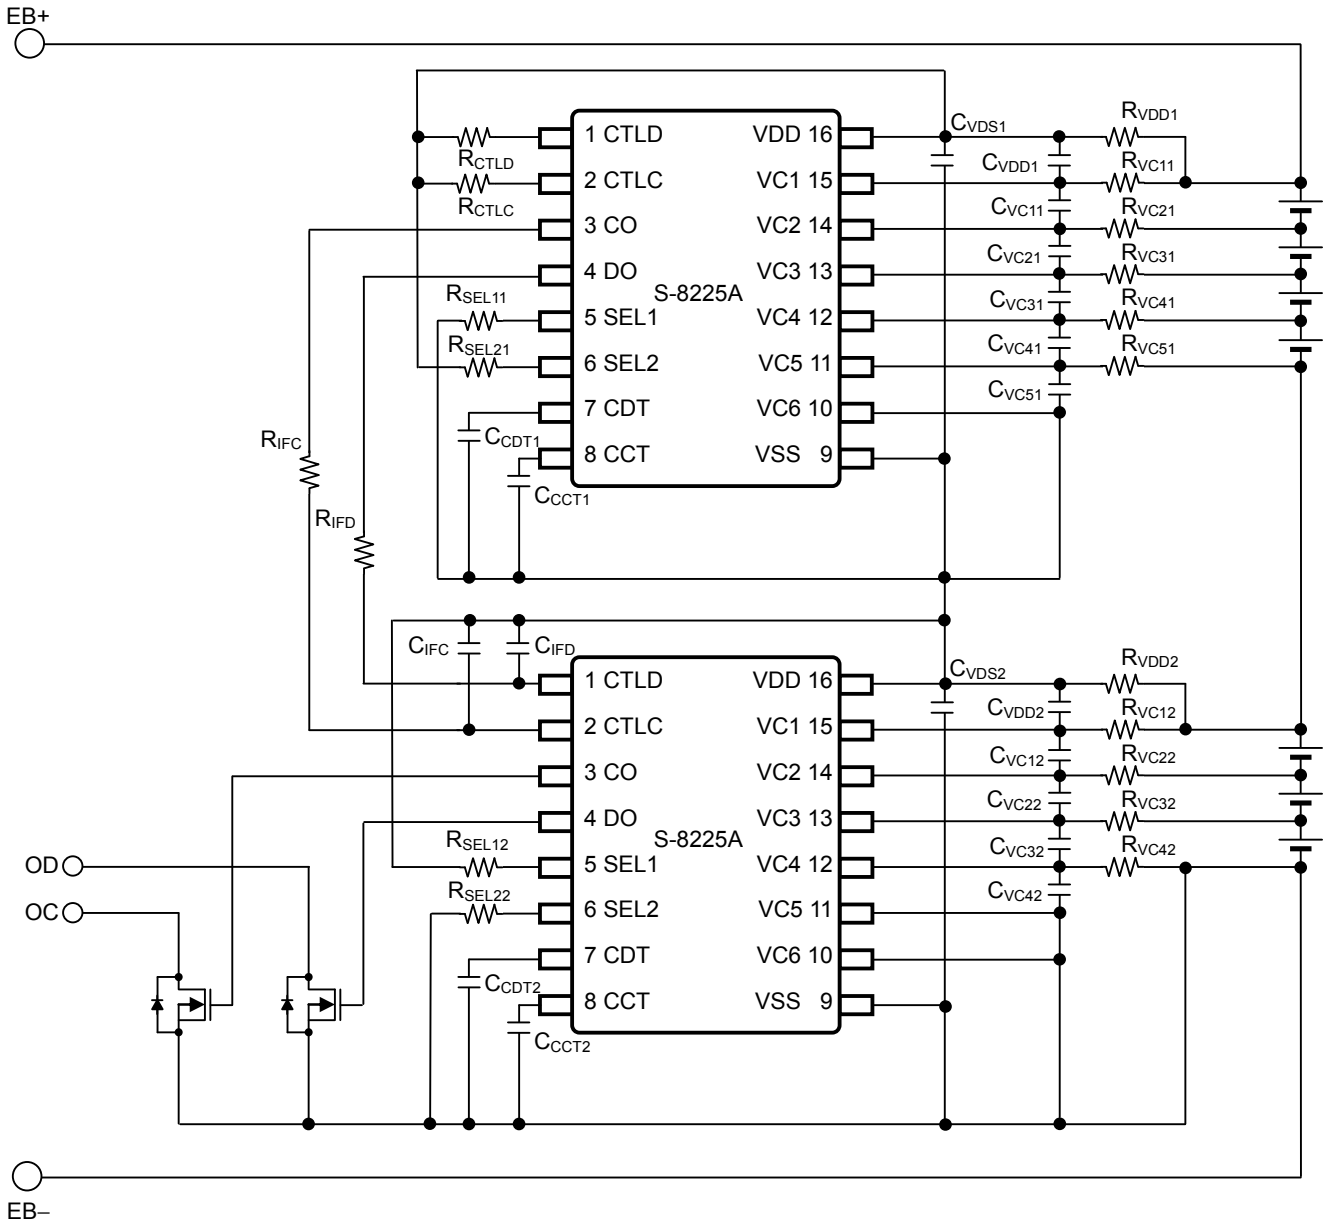 EB+
1 CTLD
VDD 16
CVDS1
RVDD1
RCTLD
CVDD1
RVC11
2 CTLC
VC1 15
RCTLC
CVC11
RVC21
3 CO
VC2 14
CVC21
RVC31
4 DO
VC3 13
S-8225A
RSEL11
CVC31
RVC41
5 SEL1
VC4 12
RSEL21
CVC41
RVC51
6 SEL2
VC5 11
CVC51
7 CDT
VC6 10
RIFC
CCDT1
8 CCT
VSS 9
CCCT1
RIFD
CIFC
CIFD
1 CTLD
VDD 16
CVDS2
RVDD2
CVDD2
RVC12
2 CTLC
VC1 15
CVC12
RVC22
3 CO
VC2 14
CVC22
RVC32
4 DO
VC3 13
S-8225A
RSEL12
CVC32
RVC42
OD
5 SEL1
VC4 12
RSEL22
CVC42
OC
6 SEL2
VC5 11
7 CDT
VC6 10
CCDT2
8 CCT
VSS 9
CCCT2
EB–